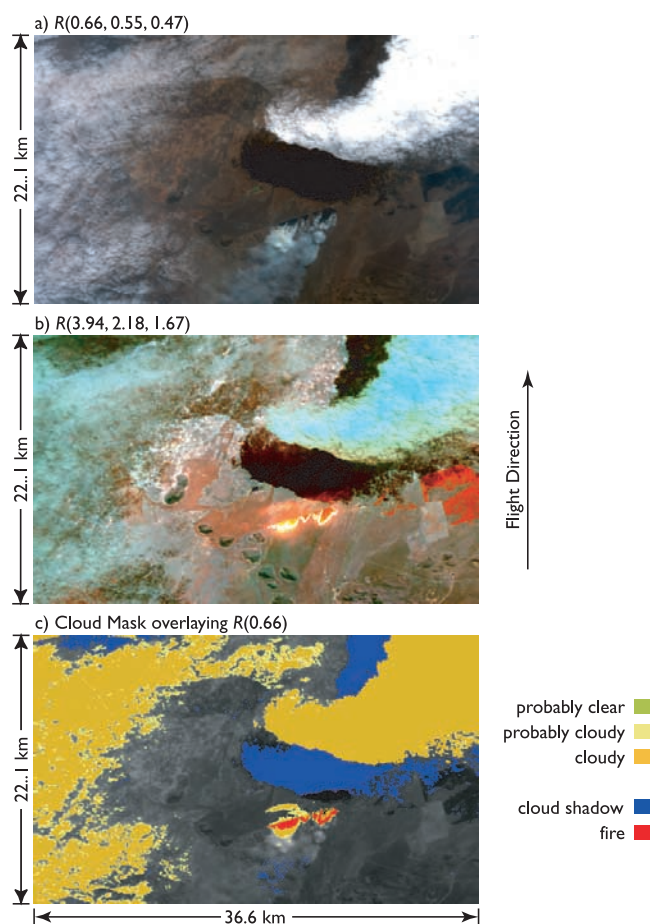 a) R(0.66, 0.55, 0.47)
22..1 km
b) R(3.94, 2.18, 1.67)
22..1 km
Flight Direction
c) Cloud Mask overlaying R(0.66)
22..1 km
probably clear
probably cloudy
cloudy
cloud shadow
fire
36.6 km